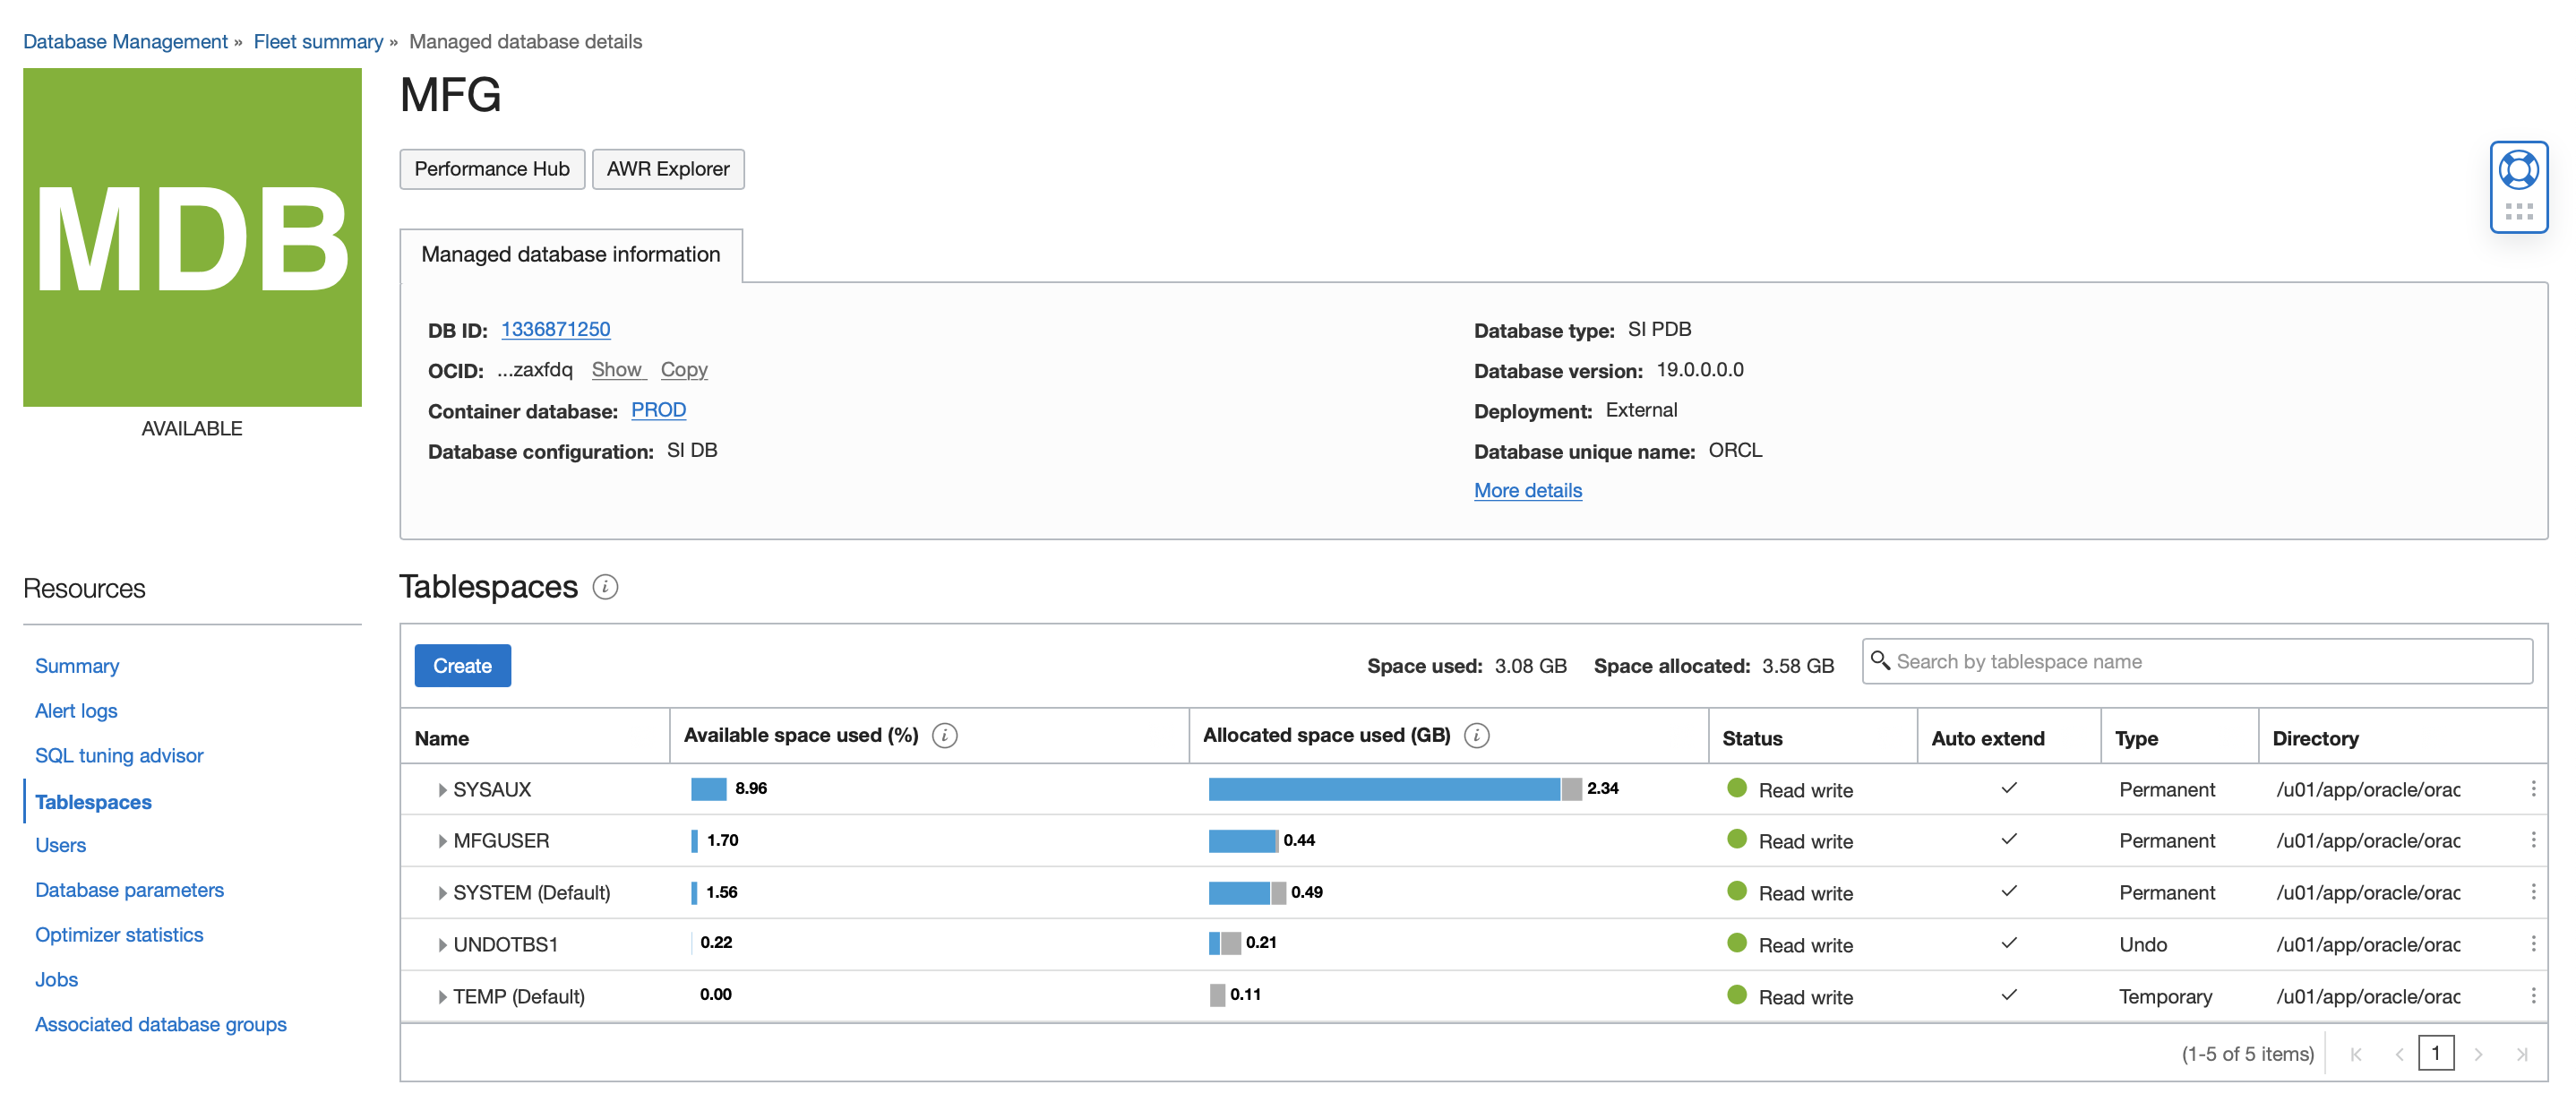 Database Management » Fleet summary » Managed database details
MDB
AVAILABLE
MFG
Performance Hub AWR Explorer
Managed database information
DB ID: 1336871250
OCID: ...zaxfdq Show Copy
Container database: PROD
Database configuration: SI DB
Database type: SI PDB
Database version: 19.0.0.0.0
Deployment: External
Database unique name: ORCL
More details
Resources
Summary
Alert logs
SQL tuning advisor
Tablespaces
Users
Database parameters
Optimizer statistics
Jobs
Associated database groups
Tablespaces i
Create Space used: 3.08 GB Space allocated: 3.58 GB Search by tablespace name
Name Available space used (%) i Allocated space used (GB) i Status Auto extend Type Directory
SYSAUX 8.96 2.34 Read write ✓ Permanent /u01/app/oracle/orac
MFGUSER 1.70 0.44 Read write ✓ Permanent /u01/app/oracle/orac
SYSTEM (Default) 1.56 0.49 Read write ✓ Permanent /u01/app/oracle/orac
UNDOTBS1 0.22 0.21 Read write ✓ Undo /u01/app/oracle/orac
TEMP (Default) 0.00 0.11 Read write ✓ Temporary /u01/app/oracle/orac
(1-5 of 5 items) 1